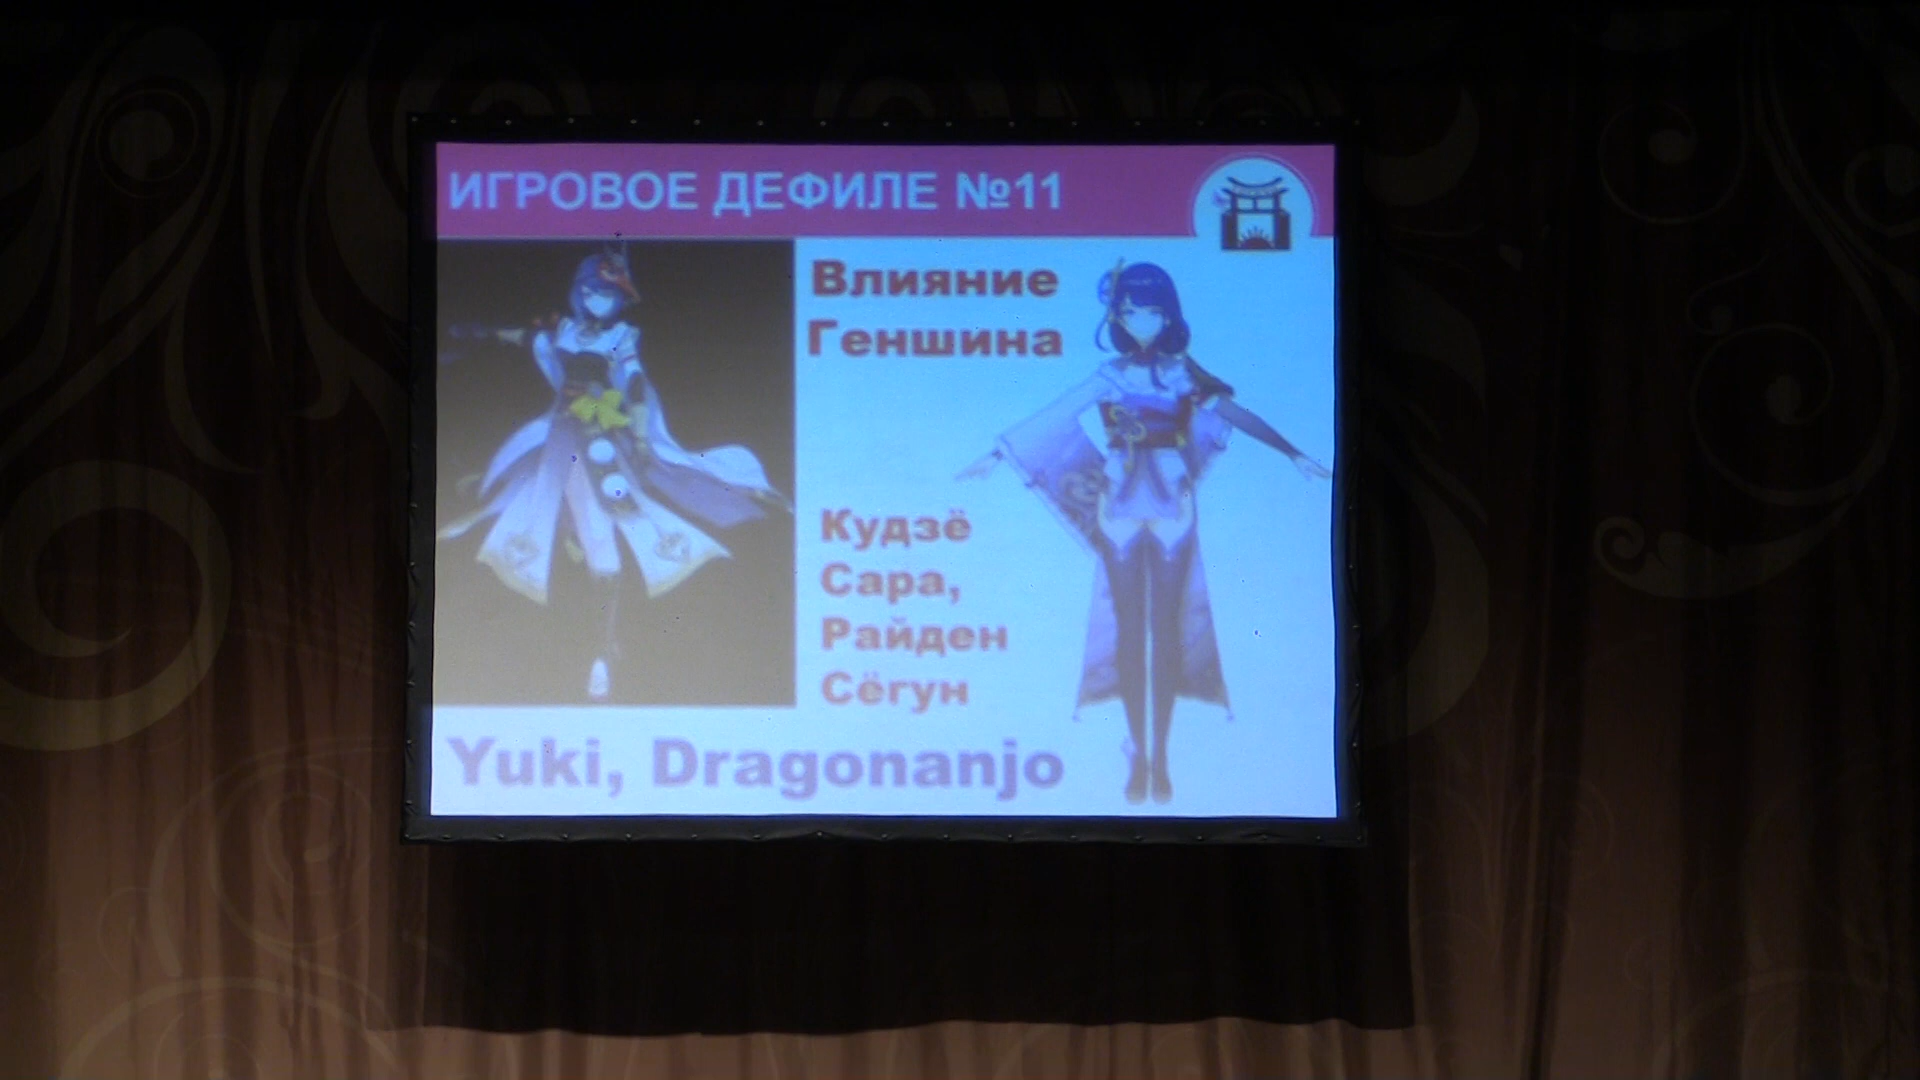 ИГРОВОЕ ДЕФИЛЕ №11
Влияние
Геншина
Кудзё
Сара,
Райден
Сёгун
Yuki, Dragonanjo